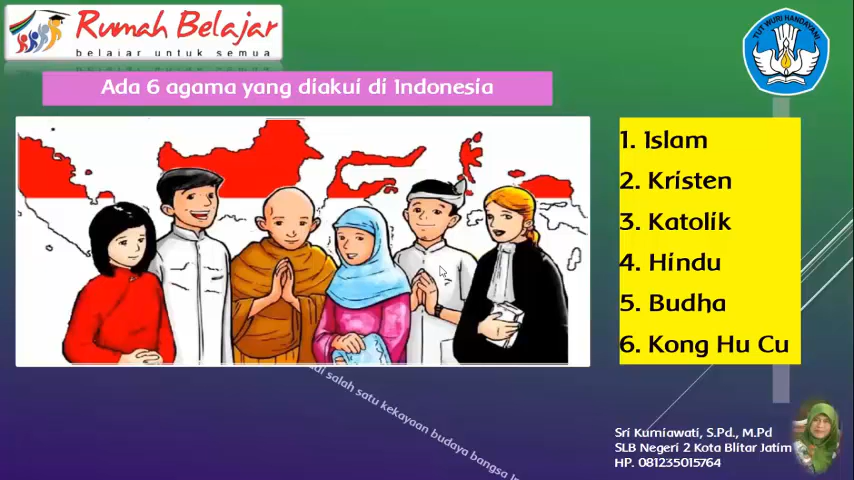 Rumah Belajar
belajar untuk semua
TUT WURI HANDAYANI
Ada 6 agama yang diakui di Indonesia
1. Islam
2. Kristen
3. Katolik
4. Hindu
5. Budha
6. Kong Hu Cu
salah satu kekayaan budaya bangsa
Sri Kurniawati, S.Pd., M.Pd
SLB Negeri 2 Kota Blitar Jatim
HP. 081235015764